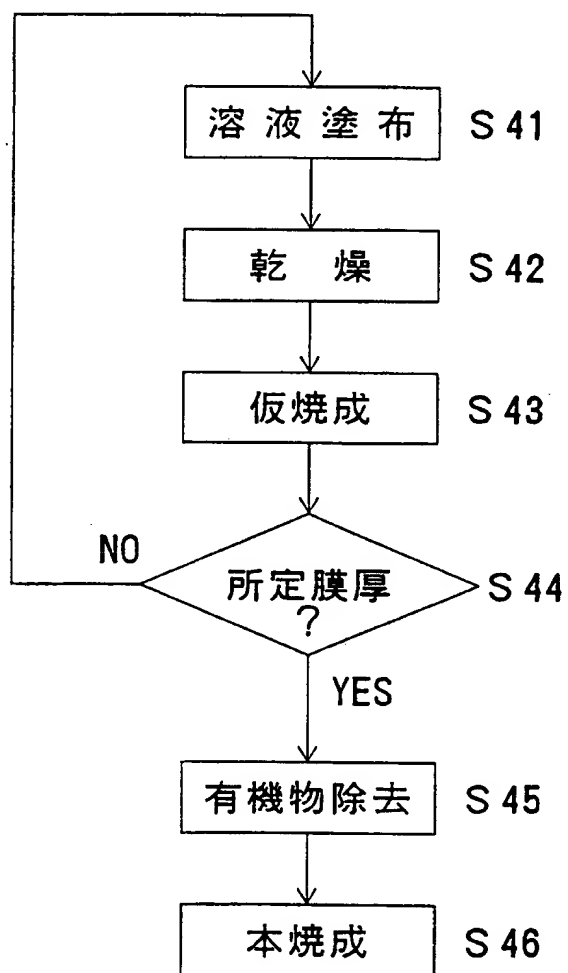 溶液塗布 S41
乾燥 S42
仮焼成 S43
NO
所定膜厚 S44
?
YES
有機物除去 S45
本焼成 S46